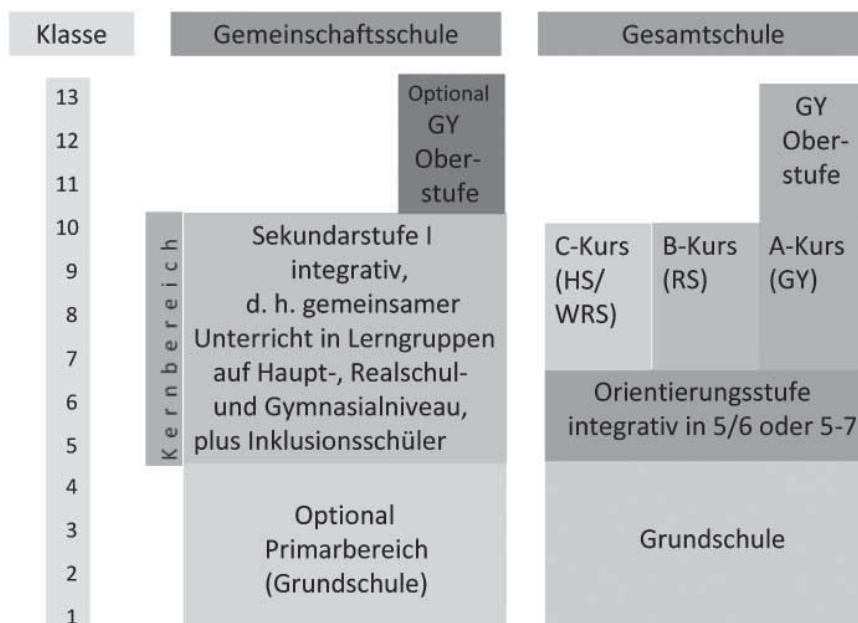 Klasse
Gemeinschaftsschule
Gesamtschule
13
12
11
10
9
8
7
6
5
4
3
2
1
Optional
GY
Ober-
stufe
Kernbereich
Sekundarstufe I
integrativ,
d. h. gemeinsamer
Unterricht in Lerngruppen
auf Haupt-, Realschul-
und Gymnasialniveau,
plus Inklusionsschüler
Optional
Primarbereich
(Grundschule)
GY
Ober-
stufe
C-Kurs
(HS/
WRS)
B-Kurs
(RS)
A-Kurs
(GY)
Orientierungsstufe
integrativ in 5/6 oder 5-7
Grundschule